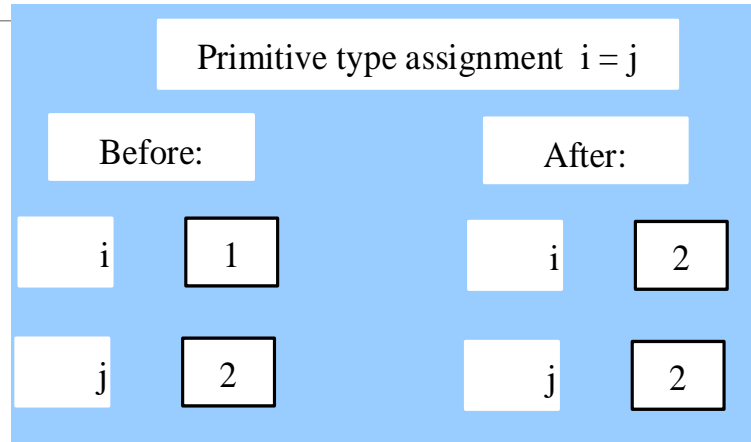 Primitive type assignment i = j
Before:
After:
i 1
i 2
j 2
j 2